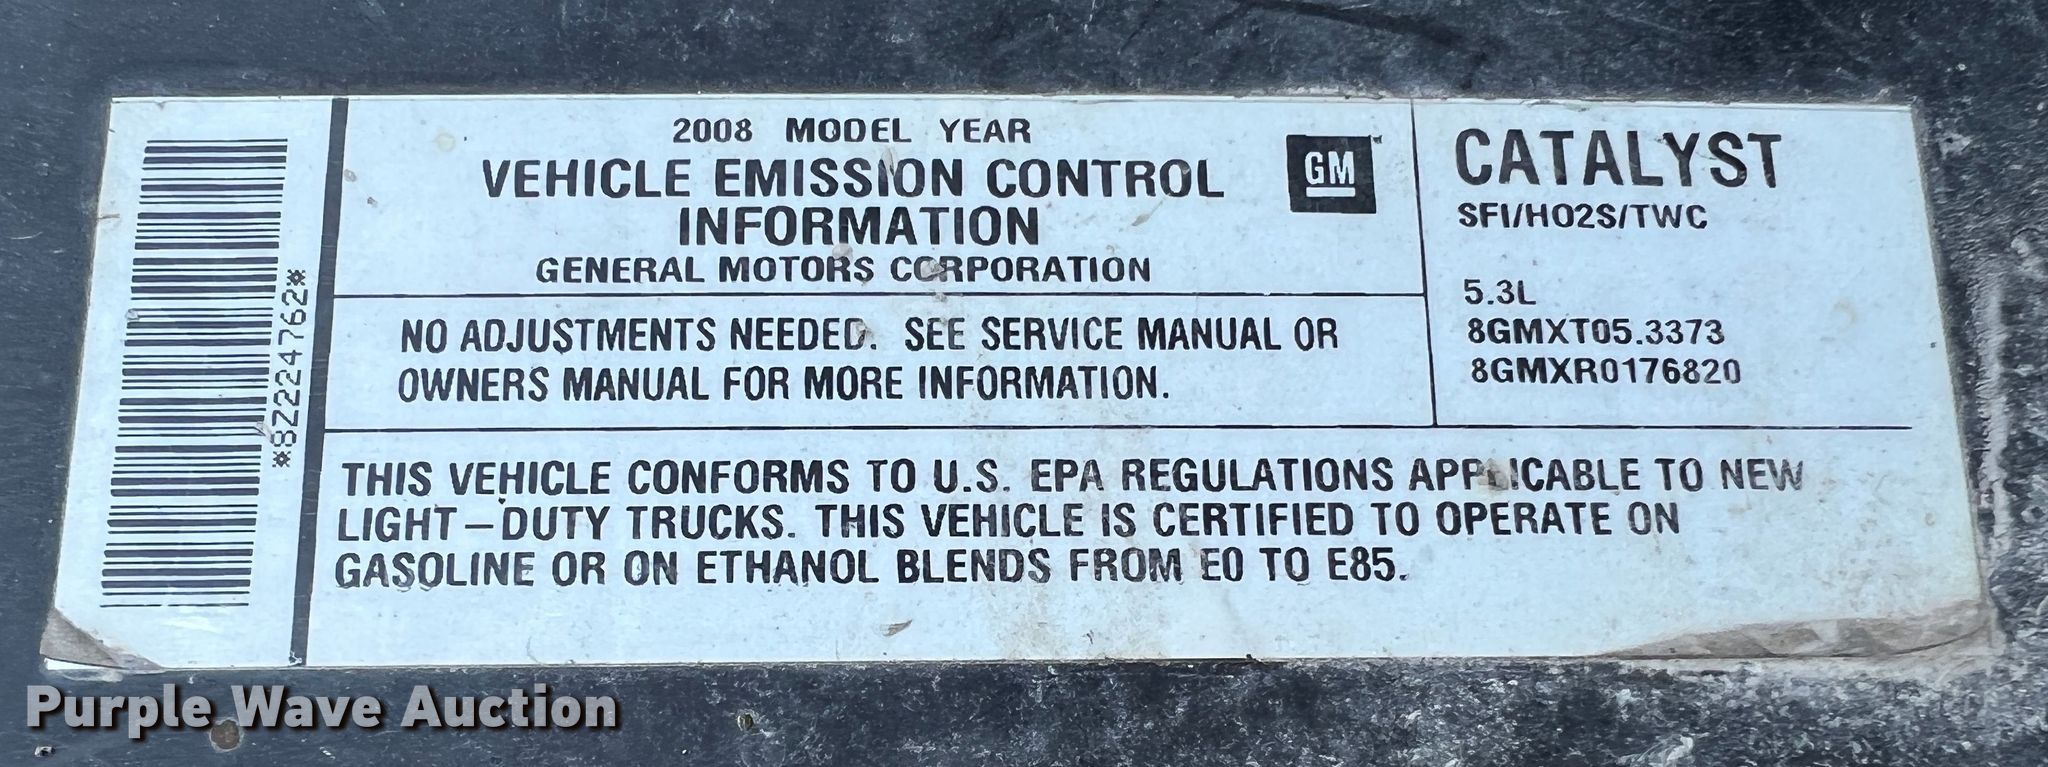 *8Z2224762*
2008 MODEL YEAR
VEHICLE EMISSION CONTROL
INFORMATION
GENERAL MOTORS CORPORATION
GM
NO ADJUSTMENTS NEEDED. SEE SERVICE MANUAL OR
OWNERS MANUAL FOR MORE INFORMATION.
CATALYST
SFI/HO2S/TWC
5.3L
8GMXT05.3373
8GMXR0176820
THIS VEHICLE CONFORMS TO U.S. EPA REGULATIONS APPLICABLE TO NEW
LIGHT-DUTY TRUCKS. THIS VEHICLE IS CERTIFIED TO OPERATE ON
GASOLINE OR ON ETHANOL BLENDS FROM E0 TO E85.
Purple Wave Auction